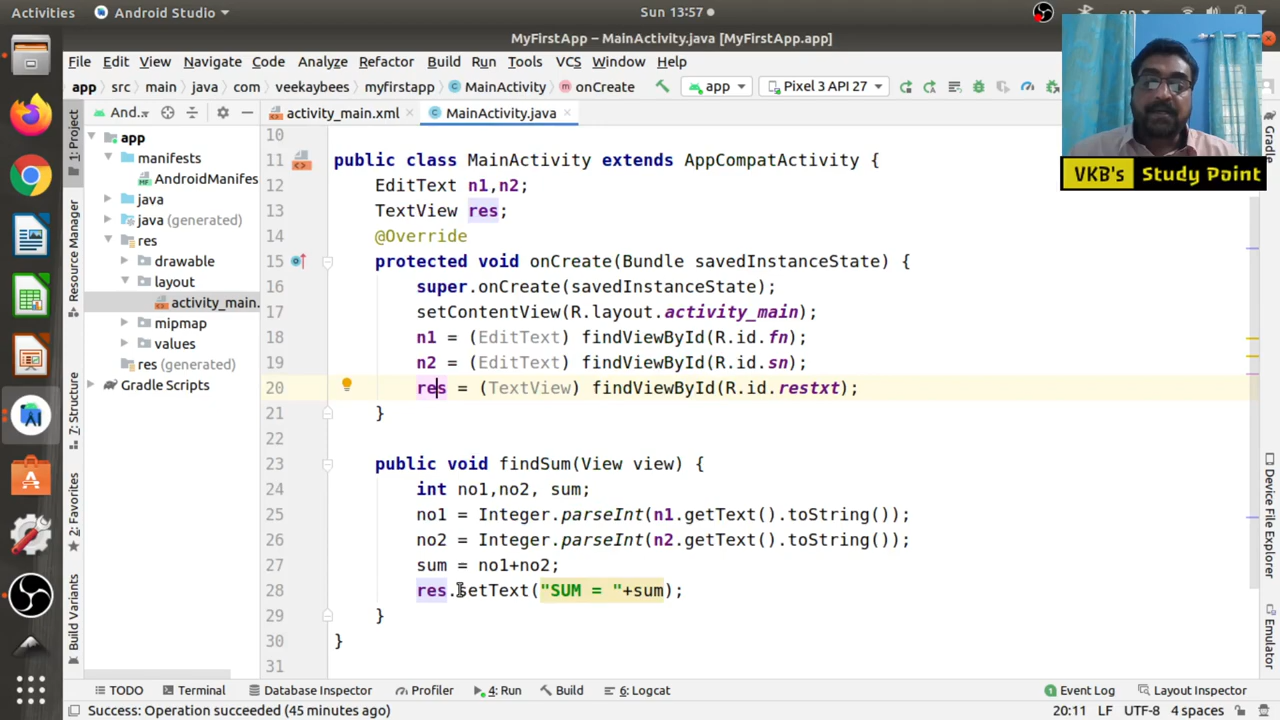 Activities Android Studio Sun 13:57
MyFirstApp – MainActivity.java [MyFirstApp.app]
File Edit View Navigate Code Analyze Refactor Build Run Tools VCS Window Help
app src main java com veekaybees myfirstapp MainActivity onCreate app Pixel 3 API 27
And.. activity_main.xml MainActivity.java
1: Project
Resource Manager
7: Structure
2: Favorites
Build Variants
app
manifests
AndroidManifes
java
java (generated)
res
drawable
layout
activity_main.
mipmap
values
res (generated)
Gradle Scripts
10
11 public class MainActivity extends AppCompatActivity {
12 EditText n1,n2;
13 TextView res;
14 @Override
15 protected void onCreate(Bundle savedInstanceState) {
16 super.onCreate(savedInstanceState);
17 setContentView(R.layout.activity_main);
18 n1 = (EditText) findViewById(R.id.fn);
19 n2 = (EditText) findViewById(R.id.sn);
20 res = (TextView) findViewById(R.id.restxt);
21 }
22
23 public void findSum(View view) {
24 int no1,no2, sum;
25 no1 = Integer.parseInt(n1.getText().toString());
26 no2 = Integer.parseInt(n2.getText().toString());
27 sum = no1+no2;
28 res.setText("SUM = "+sum);
29 }
30 }
31
VKB's Study Point
Gradle
Device File Explorer
Emulator
TODO Terminal Database Inspector Profiler 4: Run Build 6: Logcat Event Log Layout Inspector
Success: Operation succeeded (45 minutes ago) 20:11 LF UTF-8 4 spaces